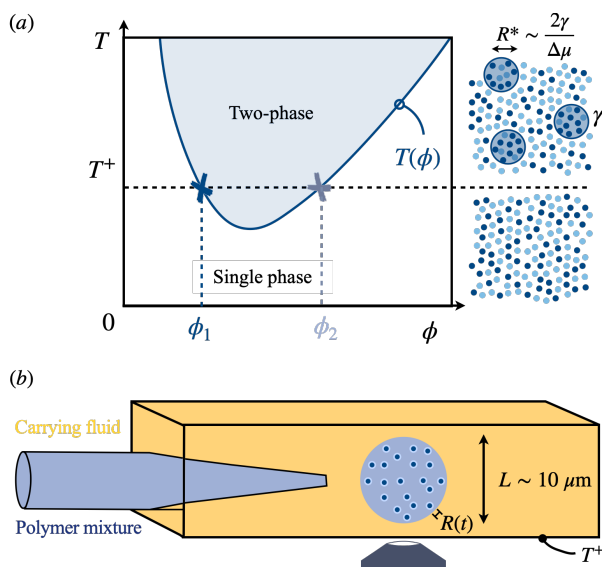 (a)
T
R* ~ 2γ/Δμ
Two-phase
γ
T(ϕ)
T⁺
Single phase
0
ϕ₁
ϕ₂
ϕ
(b)
Carrying fluid
L ~ 10 μm
Polymer mixture
R(t)
T⁺